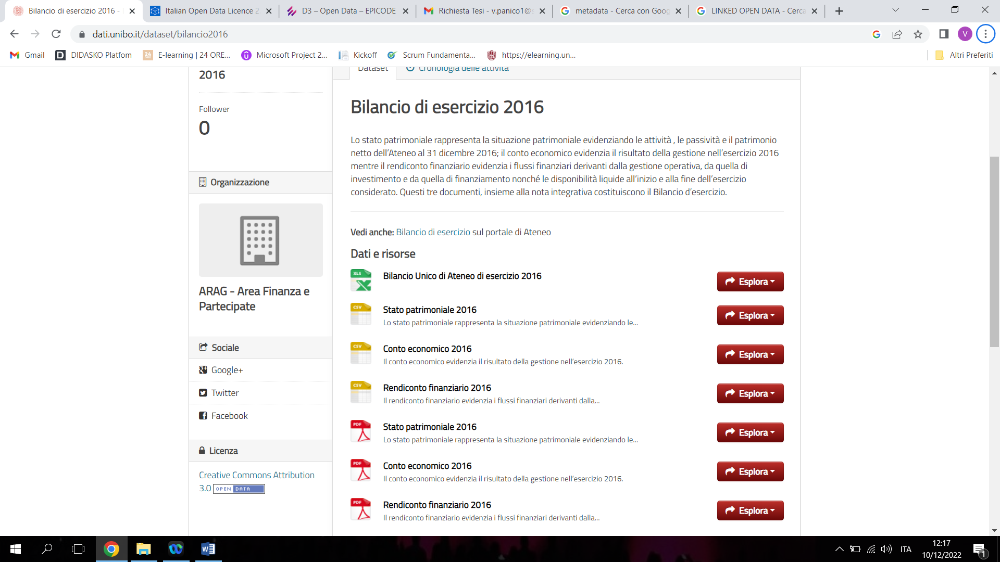 Bilancio di esercizio 2016 -
Italian Open Data Licence 2
D3 – Open Data – EPICODE
Richiesta Tesi - v.panico1@s
metadata - Cerca con Goog
LINKED OPEN DATA - Cerca
dati.unibo.it/dataset/bilancio2016
V
Gmail
D
DIDASKO Platfom
24
ORE
E-learning | 24 ORE...
Microsoft Project 2...
Kickoff
Scrum Fundamenta...
https://elearning.un...
Altri Preferiti
2016
Follower
0
Organizzazione
ARAG - Area Finanza e
Partecipate
Sociale
Google+
Twitter
Facebook
Licenza
Creative Commons Attribution
3.0 OPEN DATA
Dataset
Cronologia delle attività
Bilancio di esercizio 2016
Lo stato patrimoniale rappresenta la situazione patrimoniale evidenziando le attività , le passività e il patrimonio
netto dell’Ateneo al 31 dicembre 2016; il conto economico evidenzia il risultato della gestione nell’esercizio 2016
mentre il rendiconto finanziario evidenzia i flussi finanziari derivanti dalla gestione operativa, da quella di
investimento e da quella di finanziamento nonché le disponibilità liquide all’inizio e alla fine dell’esercizio
considerato. Questi tre documenti, insieme alla nota integrativa costituiscono il Bilancio d’esercizio.
Vedi anche: Bilancio di esercizio sul portale di Ateneo
Dati e risorse
XLS
Bilancio Unico di Ateneo di esercizio 2016
Esplora
CSV
Stato patrimoniale 2016
Lo stato patrimoniale rappresenta la situazione patrimoniale evidenziando le...
Esplora
CSV
Conto economico 2016
Il conto economico evidenzia il risultato della gestione nell’esercizio 2016.
Esplora
CSV
Rendiconto finanziario 2016
Il rendiconto finanziario evidenzia i flussi finanziari derivanti dalla...
Esplora
PDF
Stato patrimoniale 2016
Lo stato patrimoniale rappresenta la situazione patrimoniale evidenziando le...
Esplora
PDF
Conto economico 2016
Il conto economico evidenzia il risultato della gestione nell’esercizio 2016.
Esplora
PDF
Rendiconto finanziario 2016
Il rendiconto finanziario evidenzia i flussi finanziari derivanti dalla...
Esplora
ITA
12:17
10/12/2022
1